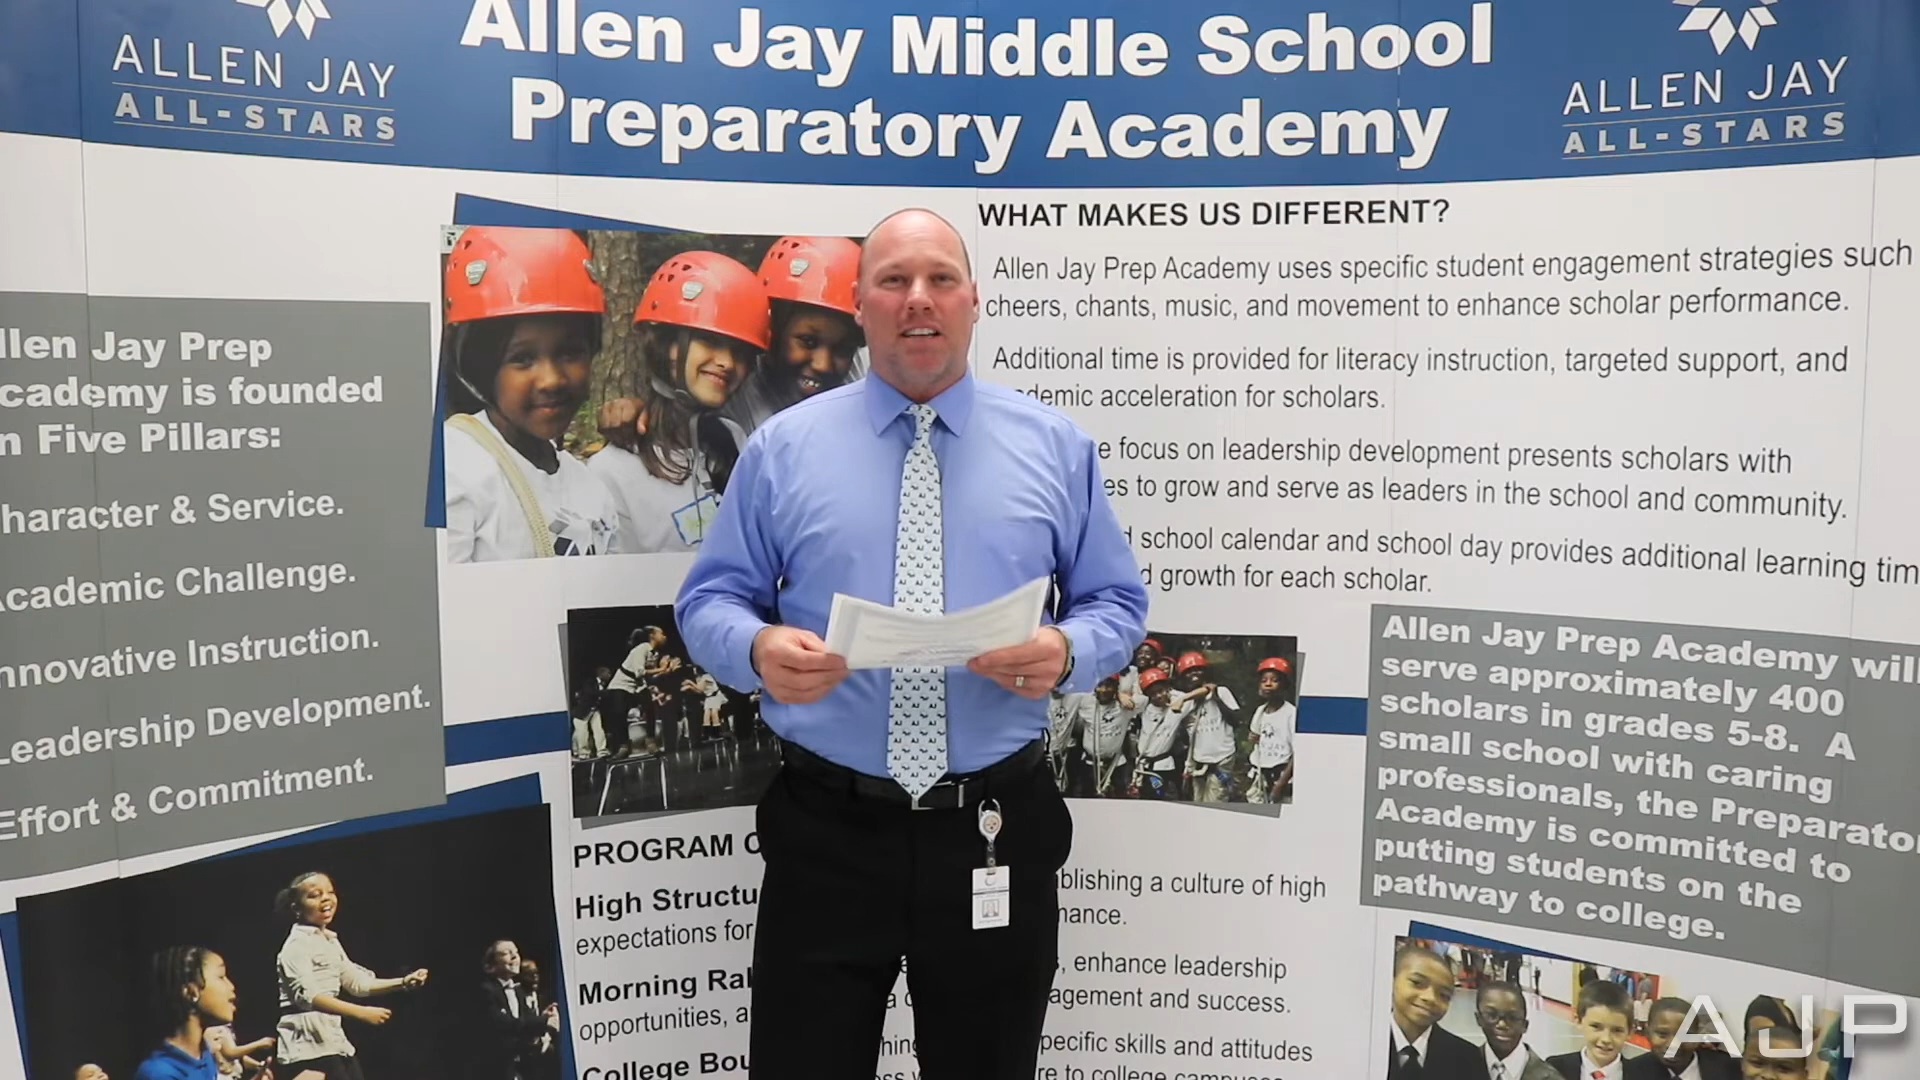 ALLEN JAY
ALL-STARS
Allen Jay Middle School
Preparatory Academy
ALLEN JAY
ALL-STARS
llen Jay Prep
cademy is founded
n Five Pillars:
haracter & Service.
cademic Challenge.
nnovative Instruction.
Leadership Development.
Effort & Commitment.
WHAT MAKES US DIFFERENT?
Allen Jay Prep Academy uses specific student engagement strategies such
cheers, chants, music, and movement to enhance scholar performance.
Additional time is provided for literacy instruction, targeted support, and
demic acceleration for scholars.
e focus on leadership development presents scholars with
es to grow and serve as leaders in the school and community.
d school calendar and school day provides additional learning tim
d growth for each scholar.
Allen Jay Prep Academy will
serve approximately 400
scholars in grades 5-8. A
small school with caring
professionals, the Preparato
Academy is committed to
putting students on the
pathway to college.
PROGRAM
High Structu blishing a culture of high
expectations for mance.
Morning Ral , enhance leadership
opportunities, a agement and success.
College Bou pecific skills and attitudes
re to college campuses
AJP